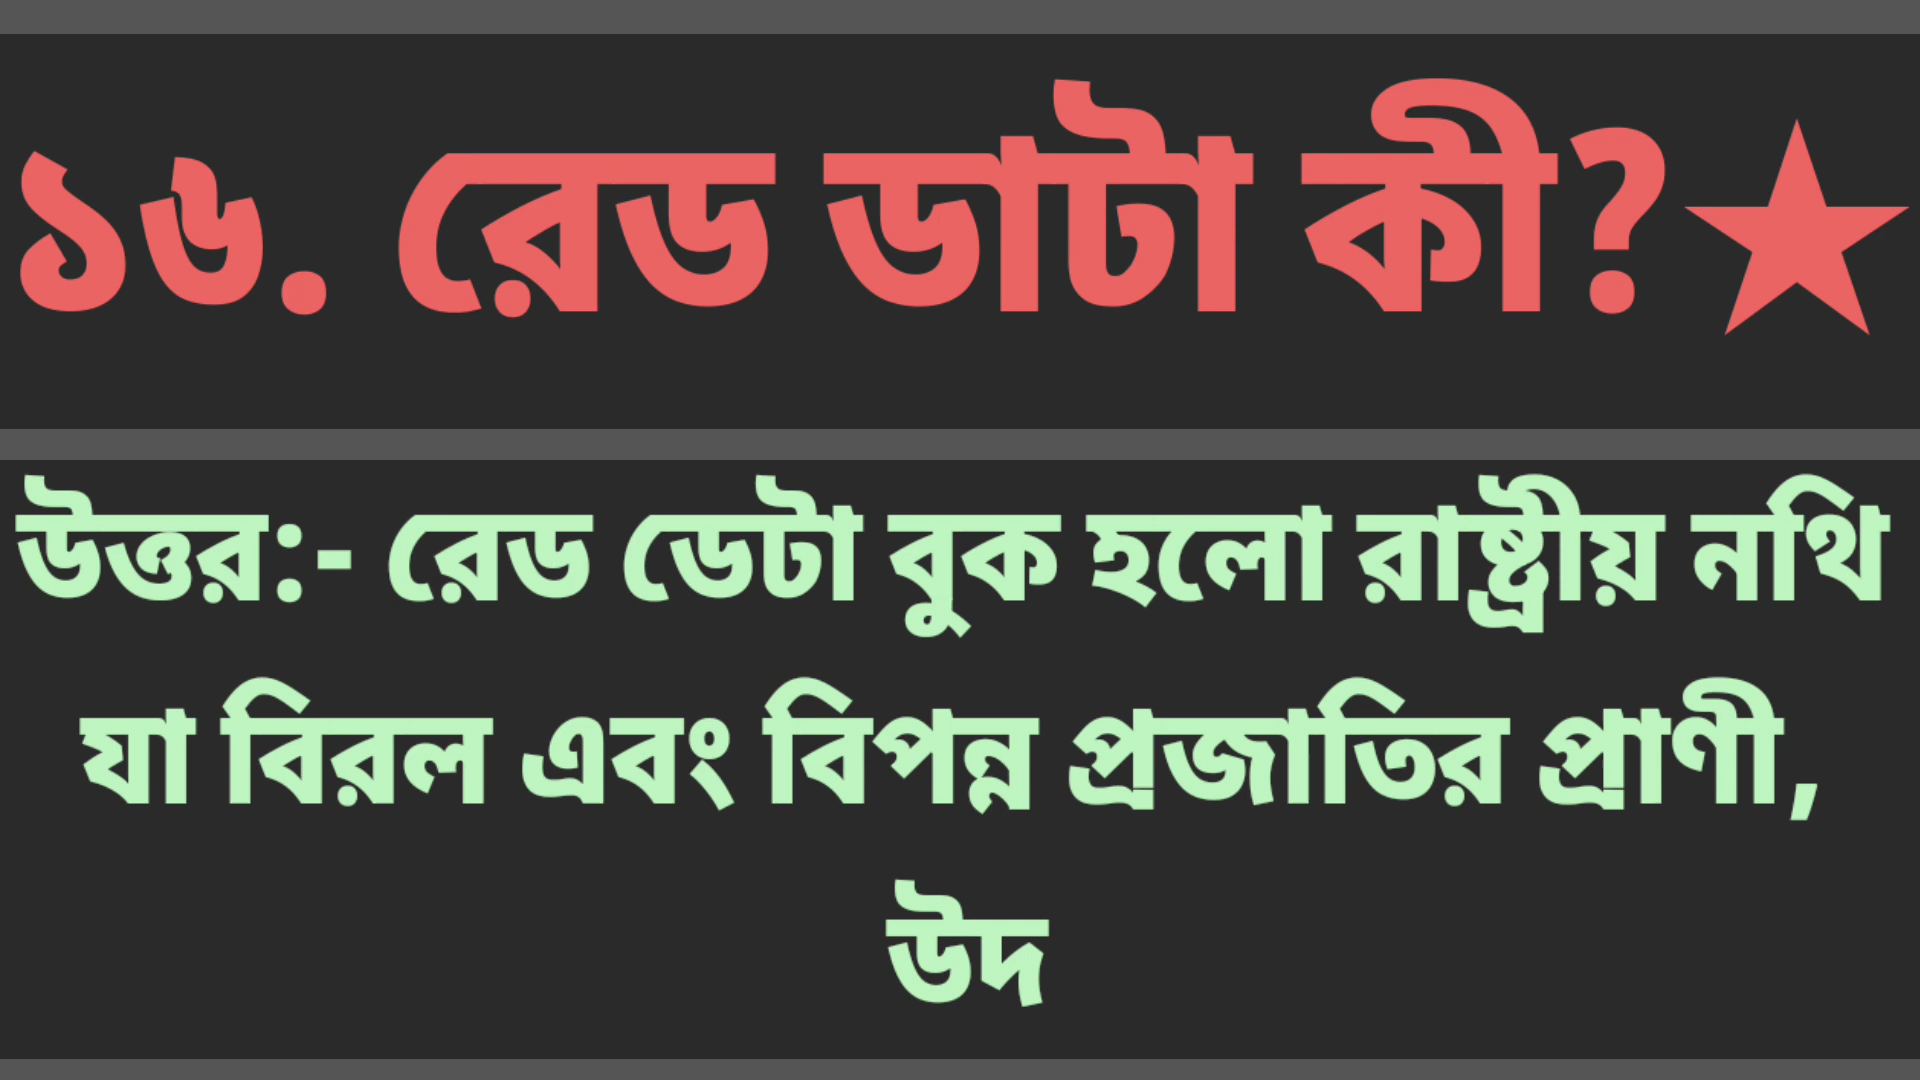 ১৬. রেড ডাটা কী?★
উত্তর:- রেড ডেটা বুক হলো রাষ্ট্রীয় নথি
যা বিরল এবং বিপন্ন প্রজাতির প্রাণী,
উদ